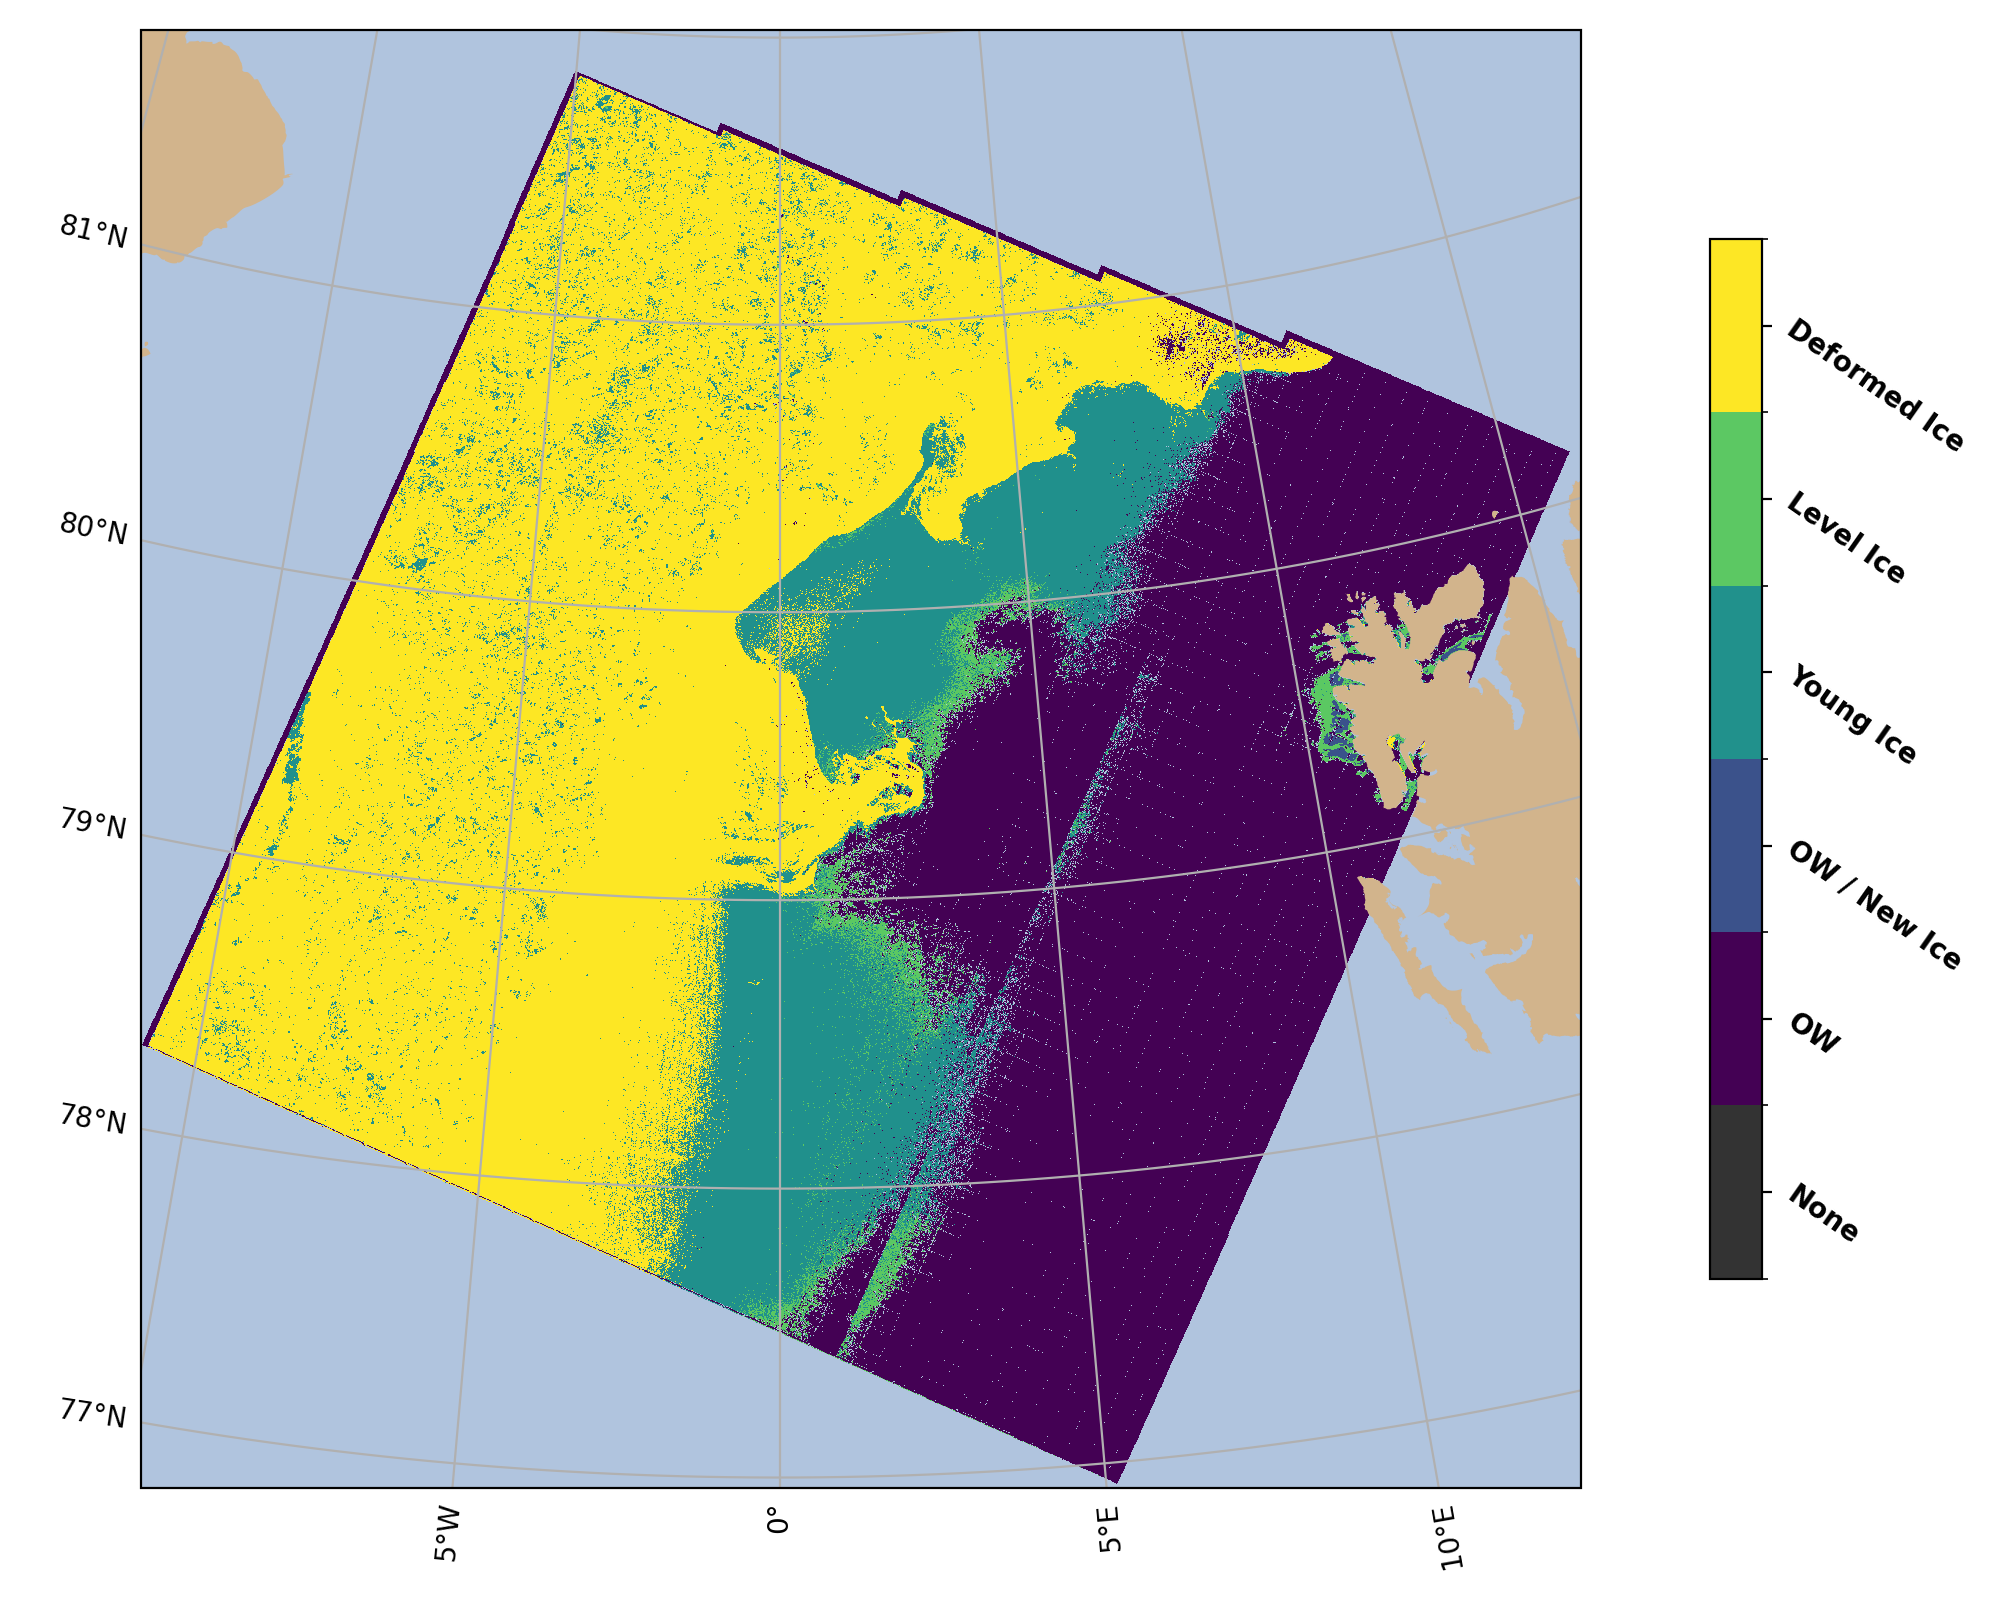 81°N
80°N
79°N
78°N
77°N
5°W
0°
5°E
10°E
Deformed Ice
Level Ice
Young Ice
OW / New Ice
OW
None